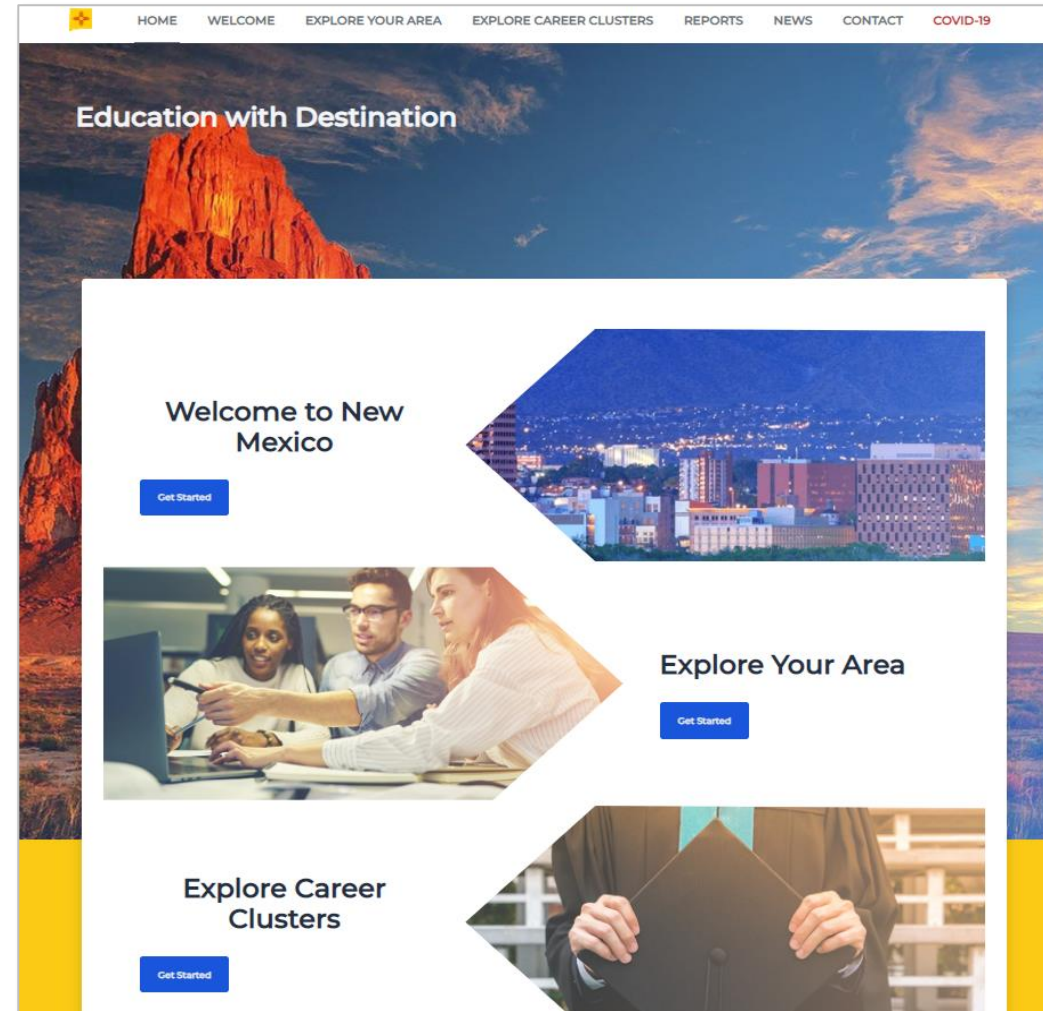 HOME WELCOME EXPLORE YOUR AREA EXPLORE CAREER CLUSTERS REPORTS NEWS CONTACT COVID-19
Education with Destination
Welcome to New
Mexico
Get Started
Explore Your Area
Get Started
Explore Career
Clusters
Get Started